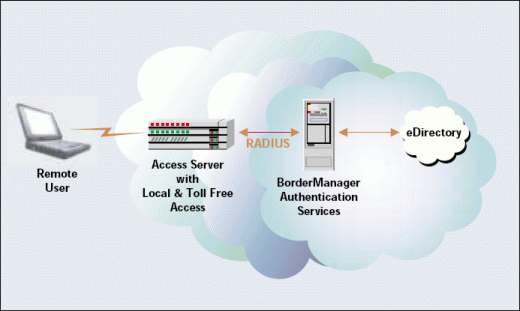 Remote
User
Access Server
with
Local & Toll Free
Access
RADIUS
BorderManager
Authentication
Services
eDirectory